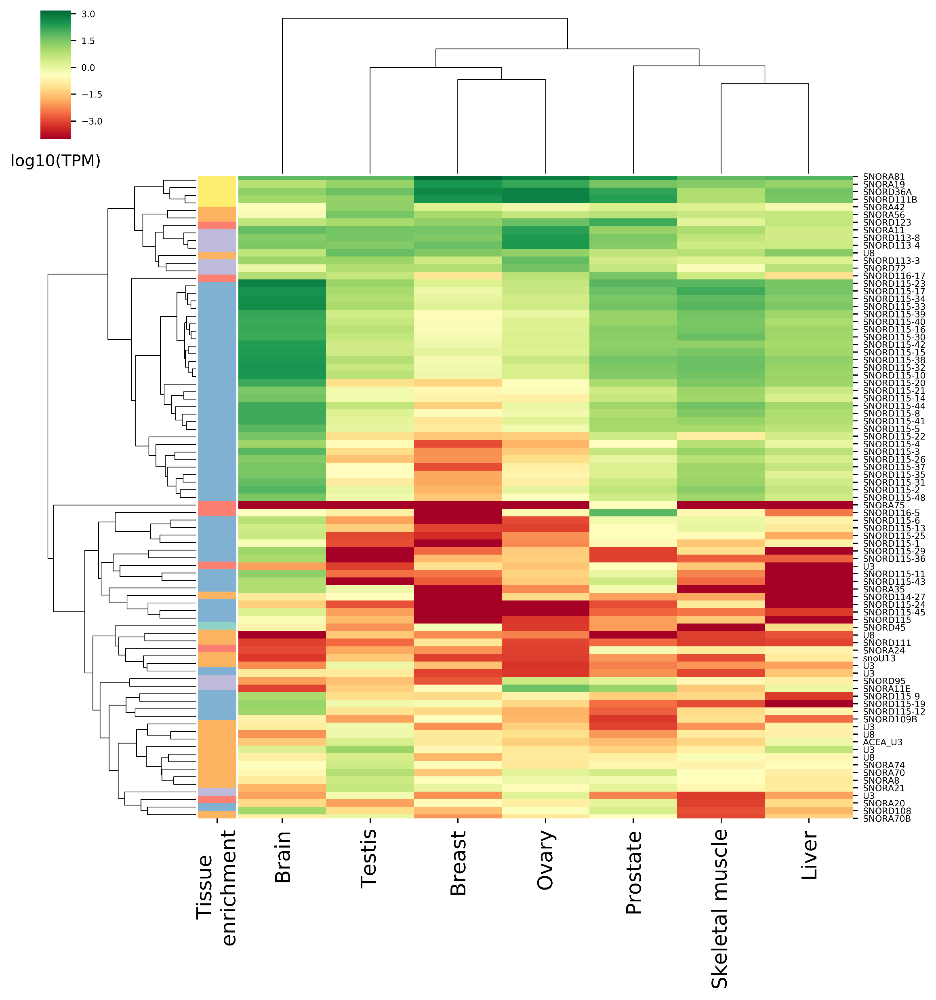 3.0
1.5
0.0
−1.5
−3.0
log10(TPM)
SNORA81
SNORA19
SNORD36A
SNORD111B
SNORA42
SNORA56
SNORD123
SNORA11
SNORD113-8
SNORD113-4
U8
SNORD113-3
SNORD72
SNORD116-17
SNORD115-23
SNORD115-17
SNORD115-34
SNORD115-33
SNORD115-39
SNORD115-40
SNORD115-16
SNORD115-30
SNORD115-42
SNORD115-15
SNORD115-38
SNORD115-32
SNORD115-10
SNORD115-20
SNORD115-21
SNORD115-14
SNORD115-44
SNORD115-8
SNORD115-41
SNORD115-5
SNORD115-22
SNORD115-4
SNORD115-3
SNORD115-26
SNORD115-37
SNORD115-35
SNORD115-31
SNORD115-2
SNORD115-48
SNORA75
SNORD116-5
SNORD115-6
SNORD115-13
SNORD115-25
SNORD115-1
SNORD115-29
SNORD115-36
U3
SNORD115-11
SNORD115-43
SNORA35
SNORD114-27
SNORD115-24
SNORD115-45
SNORD115
SNORD45
U8
SNORD111
SNORA24
snoU13
U3
U3
SNORD95
SNORA11E
SNORD115-9
SNORD115-19
SNORD115-12
SNORD109B
U3
U8
ACEA_U3
U3
U8
SNORA74
SNORA70
SNORA8
SNORA21
U3
SNORA20
SNORD108
SNORA70B
Tissue
enrichment
Brain
Testis
Breast
Ovary
Prostate
Skeletal muscle
Liver